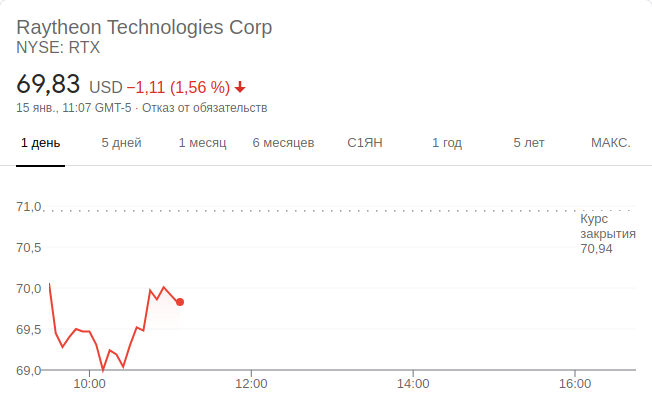 Raytheon Technologies Corp
NYSE: RTX
69,83 USD −1,11 (1,56 %)
15 янв., 11:07 GMT-5 · Отказ от обязательств
1 день 5 дней 1 месяц 6 месяцев С1ЯН 1 год 5 лет МАКС.
71,0
Курс
закрытия
70,94
70,5
70,0
69,5
69,0
10:00 12:00 14:00 16:00